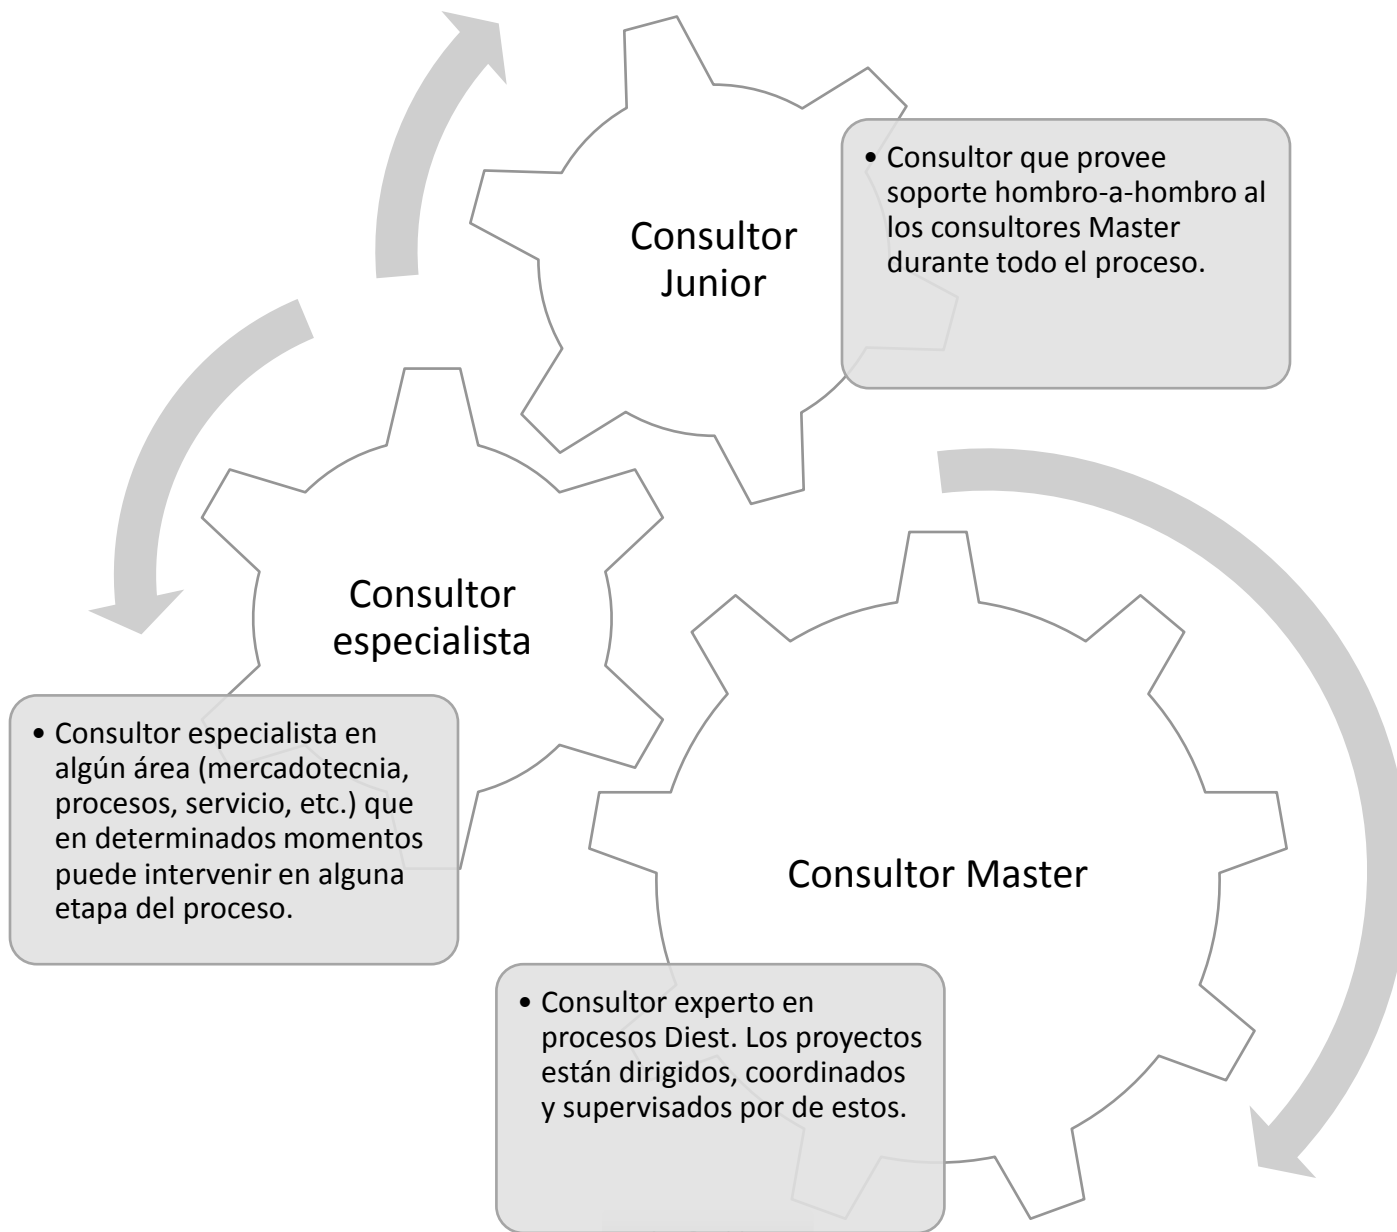 Consultor
Junior
• Consultor que provee
soporte hombro-a-hombro al
los consultores Master
durante todo el proceso.
Consultor
especialista
• Consultor especialista en
algún área (mercadotecnia,
procesos, servicio, etc.) que
en determinados momentos
puede intervenir en alguna
etapa del proceso.
Consultor Master
• Consultor experto en
procesos Diest. Los proyectos
están dirigidos, coordinados
y supervisados por de estos.